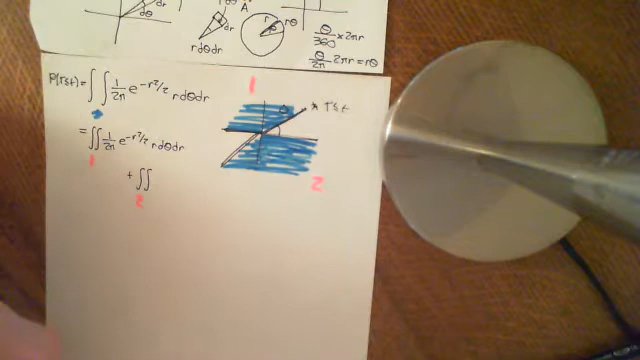 dr
dθ
dr
rdθdr
A
r
θ
rθ
θ/360 × 2πr
θ/2π 2πr = rθ
P(T≤t) = ∫∫ 1/2π e^-r²/2 rdθdr
= ∫∫ 1/2π e^-r²/2 rdθdr
1
+ ∫∫
2
1
T≤t
2